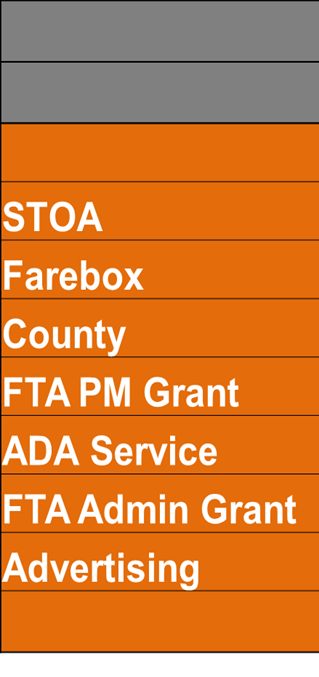 STOA
Farebox
County
FTA PM Grant
ADA Service
FTA Admin Grant
Advertising